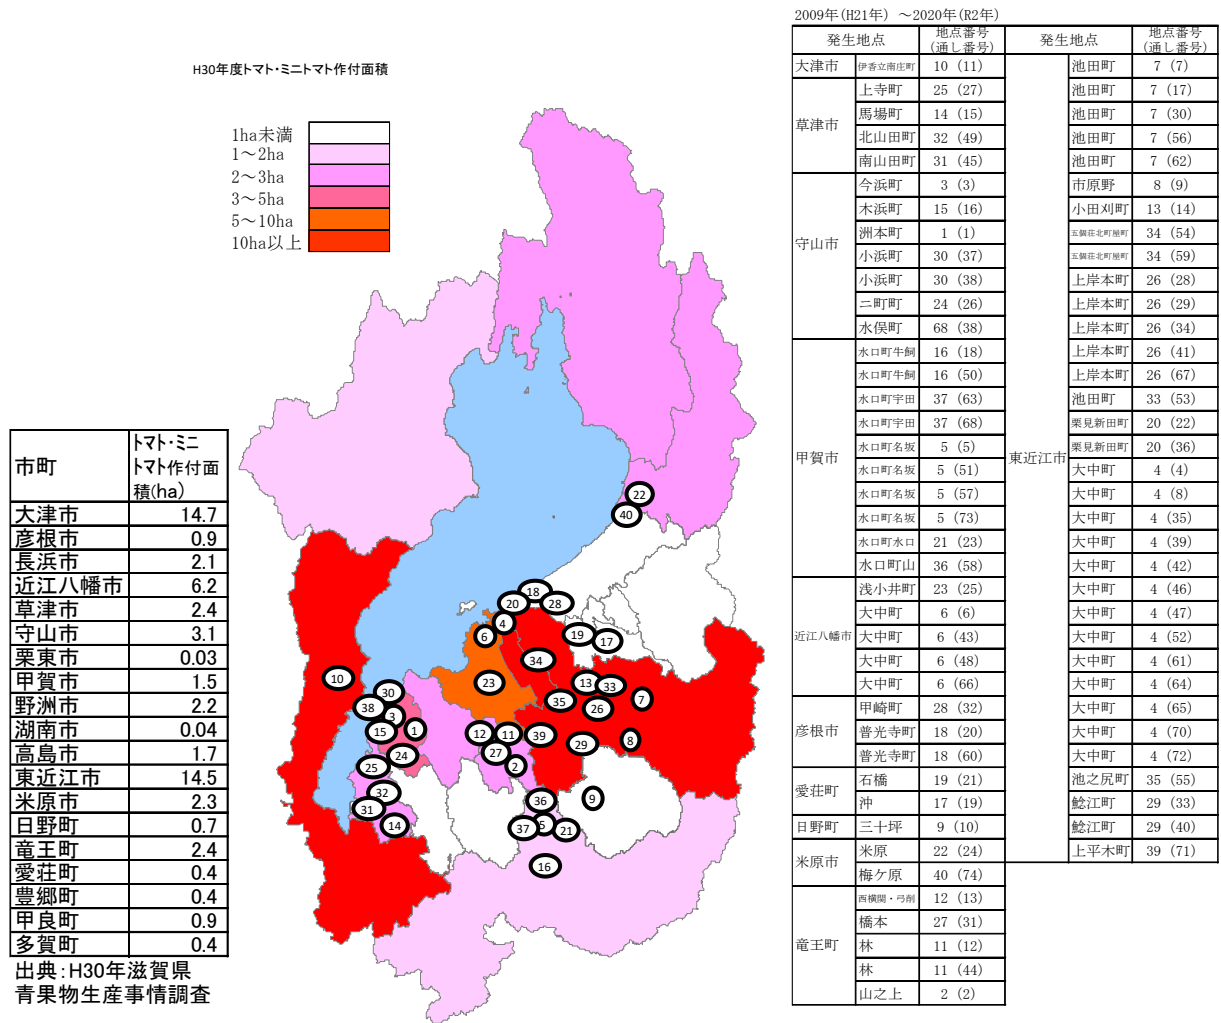 H30年度トマト・ミニトマト作付面積
1ha未満
1～2ha
2～3ha
3～5ha
5～10ha
10ha以上
市町 トマト・ミニトマト作付面積(ha)
大津市 14.7
彦根市 0.9
長浜市 2.1
近江八幡市 6.2
草津市 2.4
守山市 3.1
栗東市 0.03
甲賀市 1.5
野洲市 2.2
湖南市 0.04
高島市 1.7
東近江市 14.5
米原市 2.3
日野町 0.7
竜王町 2.4
愛荘町 0.4
豊郷町 0.4
甲良町 0.9
多賀町 0.4
出典：H30年滋賀県
青果物生産事情調査
22
40
18
20
28
4
6
19
17
34
23
10
13
33
7
35
26
30
38
3
15
1
12
11
39
8
29
24
27
2
25
32
31
14
36
9
37
5
21
16
2009年(H21年) ～2020年(R2年)
発生地点 地点番号(通し番号) 発生地点 地点番号(通し番号)
大津市 伊香立南庄町 10 (11)
草津市 上寺町 25 (27)
馬場町 14 (15)
北山田町 32 (49)
南山田町 31 (45)
守山市 今浜町 3 (3)
木浜町 15 (16)
洲本町 1 (1)
小浜町 30 (37)
小浜町 30 (38)
二町町 24 (26)
水俣町 68 (38)
甲賀市 水口町牛飼 16 (18)
水口町牛飼 16 (50)
水口町宇田 37 (63)
水口町宇田 37 (68)
水口町名坂 5 (5)
水口町名坂 5 (51)
水口町名坂 5 (57)
水口町名坂 5 (73)
水口町水口 21 (23)
水口町山 36 (58)
近江八幡市 浅小井町 23 (25)
大中町 6 (6)
大中町 6 (43)
大中町 6 (48)
大中町 6 (66)
彦根市 甲崎町 28 (32)
普光寺町 18 (20)
普光寺町 18 (60)
愛荘町 石橋 19 (21)
沖 17 (19)
日野町 三十坪 9 (10)
米原市 米原 22 (24)
梅ケ原 40 (74)
竜王町 西横関・弓削 12 (13)
橋本 27 (31)
林 11 (12)
林 11 (44)
山之上 2 (2)
東近江市 池田町 7 (7)
池田町 7 (17)
池田町 7 (30)
池田町 7 (56)
池田町 7 (62)
市原野 8 (9)
小田刈町 13 (14)
五個荘北町屋町 34 (54)
五個荘北町屋町 34 (59)
上岸本町 26 (28)
上岸本町 26 (29)
上岸本町 26 (34)
上岸本町 26 (41)
上岸本町 26 (67)
池田町 33 (53)
栗見新田町 20 (22)
栗見新田町 20 (36)
大中町 4 (4)
大中町 4 (8)
大中町 4 (35)
大中町 4 (39)
大中町 4 (42)
大中町 4 (46)
大中町 4 (47)
大中町 4 (52)
大中町 4 (61)
大中町 4 (64)
大中町 4 (65)
大中町 4 (70)
大中町 4 (72)
池之尻町 35 (55)
鯰江町 29 (33)
鯰江町 29 (40)
上平木町 39 (71)